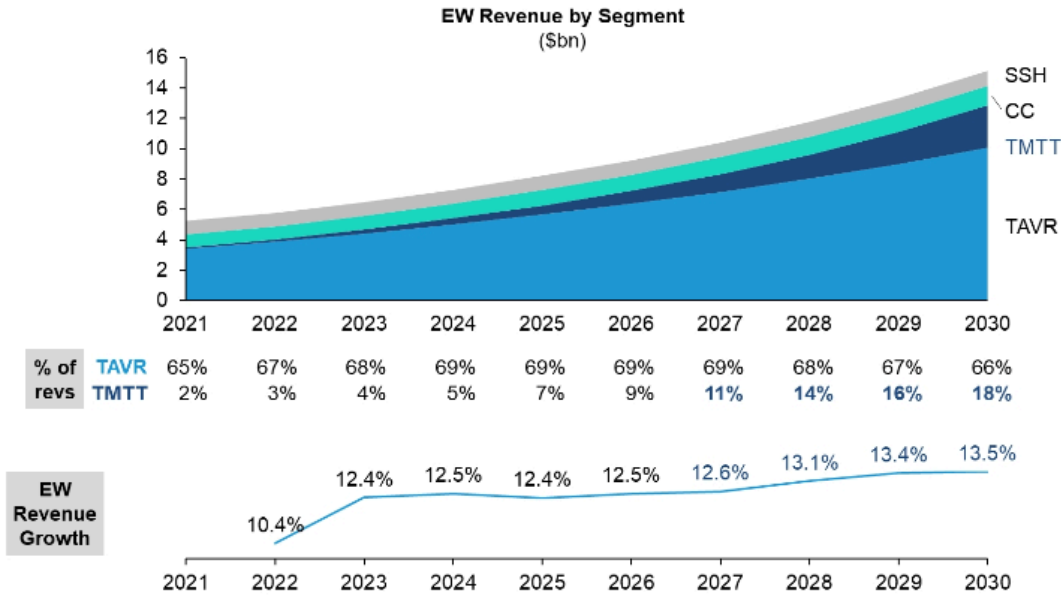 EW Revenue by Segment
($bn)
16
14
12
10
8
6
4
2
0
SSH
CC
TMTT
TAVR
2021 2022 2023 2024 2025 2026 2027 2028 2029 2030
% of revs
TAVR 65% 67% 68% 69% 69% 69% 69% 68% 67% 66%
TMTT 2% 3% 4% 5% 7% 9% 11% 14% 16% 18%
EW
Revenue
Growth
10.4% 12.4% 12.5% 12.4% 12.5% 12.6% 13.1% 13.4% 13.5%
2021 2022 2023 2024 2025 2026 2027 2028 2029 2030